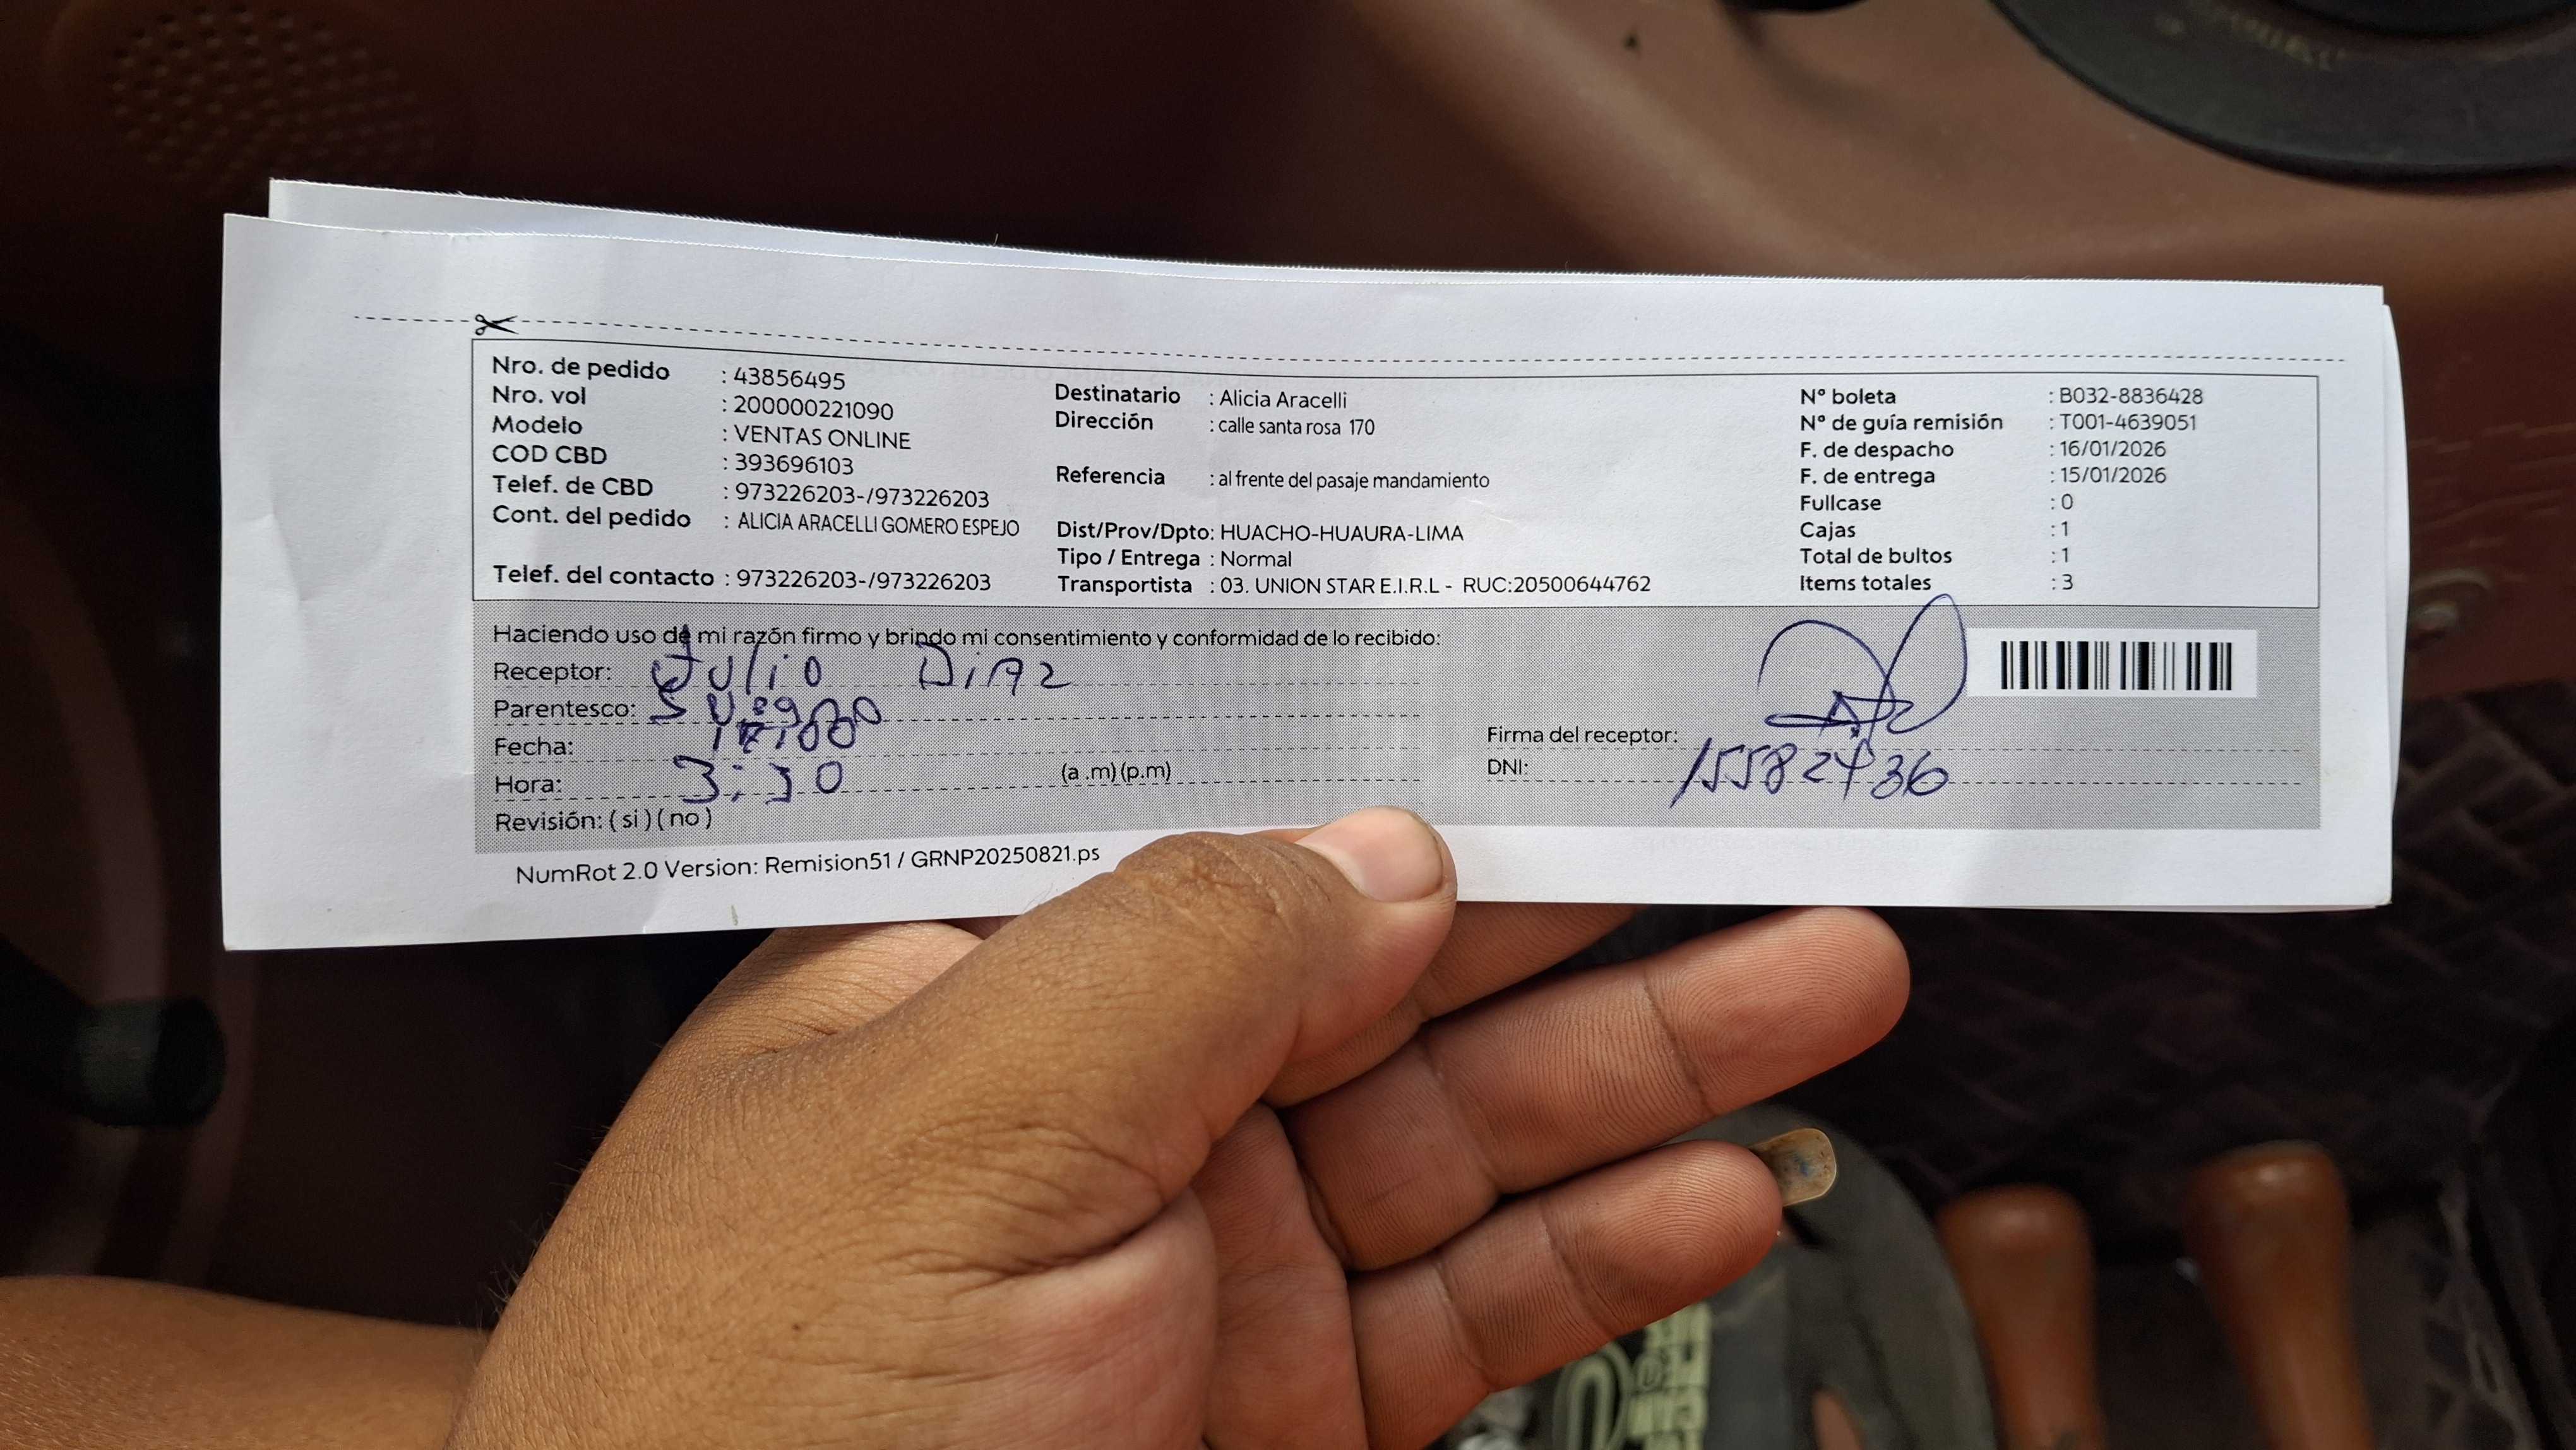 Nro. de pedido : 43856495
Nro. vol : 200000221090
Modelo : VENTAS ONLINE
COD CBD : 393696103
Telef. de CBD : 973226203-/973226203
Cont. del pedido : ALICIA ARACELLI GOMERO ESPEJO
Telef. del contacto : 973226203-/973226203
Destinatario : Alicia Aracelli
Dirección : calle santa rosa 170
Referencia : al frente del pasaje mandamiento
Dist/Prov/Dpto: HUACHO-HUAURA-LIMA
Tipo / Entrega : Normal
Transportista : 03. UNION STAR E.I.R.L - RUC:20500644762
Nº boleta : B032-8836428
Nº de guía remisión : T001-4639051
F. de despacho : 16/01/2026
F. de entrega : 15/01/2026
Fullcase : 0
Cajas : 1
Total de bultos : 1
Items totales : 3
Haciendo uso de mi razón firmo y brindo mi consentimiento y conformidad de lo recibido:
Receptor: Julio DiAz
Parentesco:
Fecha:
Hora: 3:30 (a .m) (p.m)
Revisión: ( si ) ( no )
Firma del receptor:
DNI:
NumRot 2.0 Version: Remision51 / GRNP20250821.ps